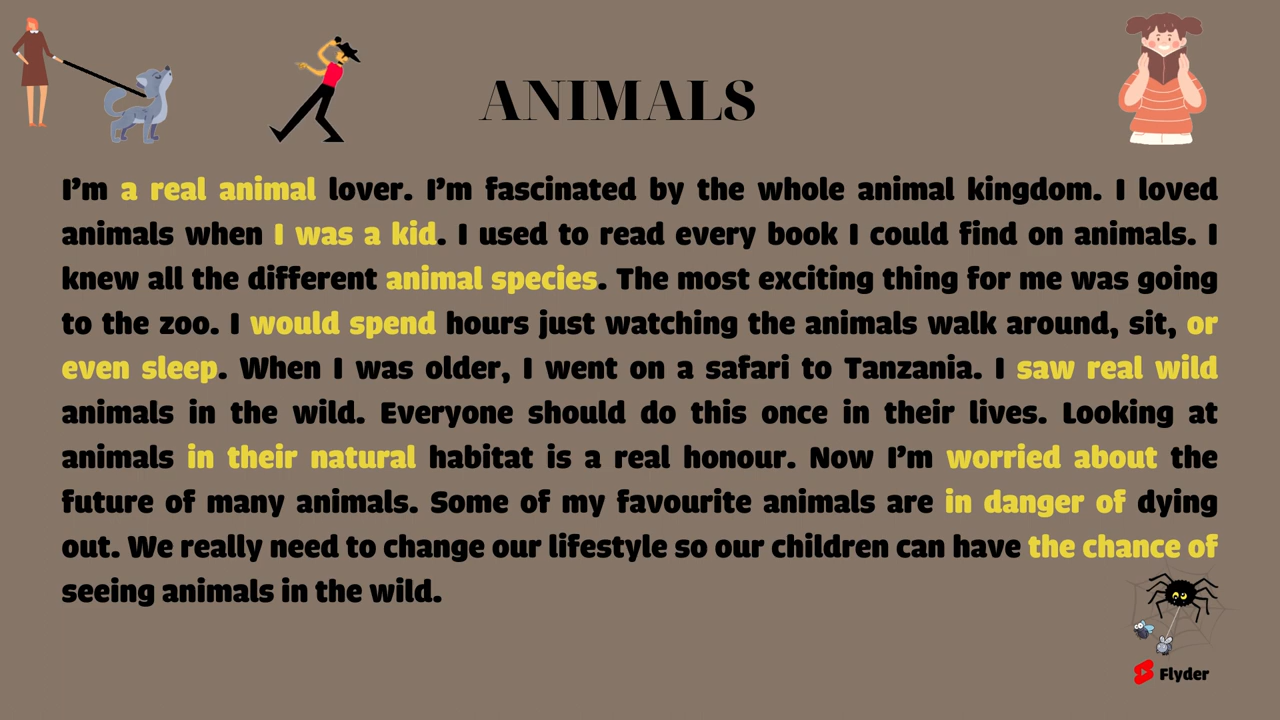 ANIMALS
I'm a real animal lover. I'm fascinated by the whole animal kingdom. I loved
animals when I was a kid. I used to read every book I could find on animals. I
knew all the different animal species. The most exciting thing for me was going
to the zoo. I would spend hours just watching the animals walk around, sit, or
even sleep. When I was older, I went on a safari to Tanzania. I saw real wild
animals in the wild. Everyone should do this once in their lives. Looking at
animals in their natural habitat is a real honour. Now I'm worried about the
future of many animals. Some of my favourite animals are in danger of dying
out. We really need to change our lifestyle so our children can have the chance of
seeing animals in the wild.
Flyder